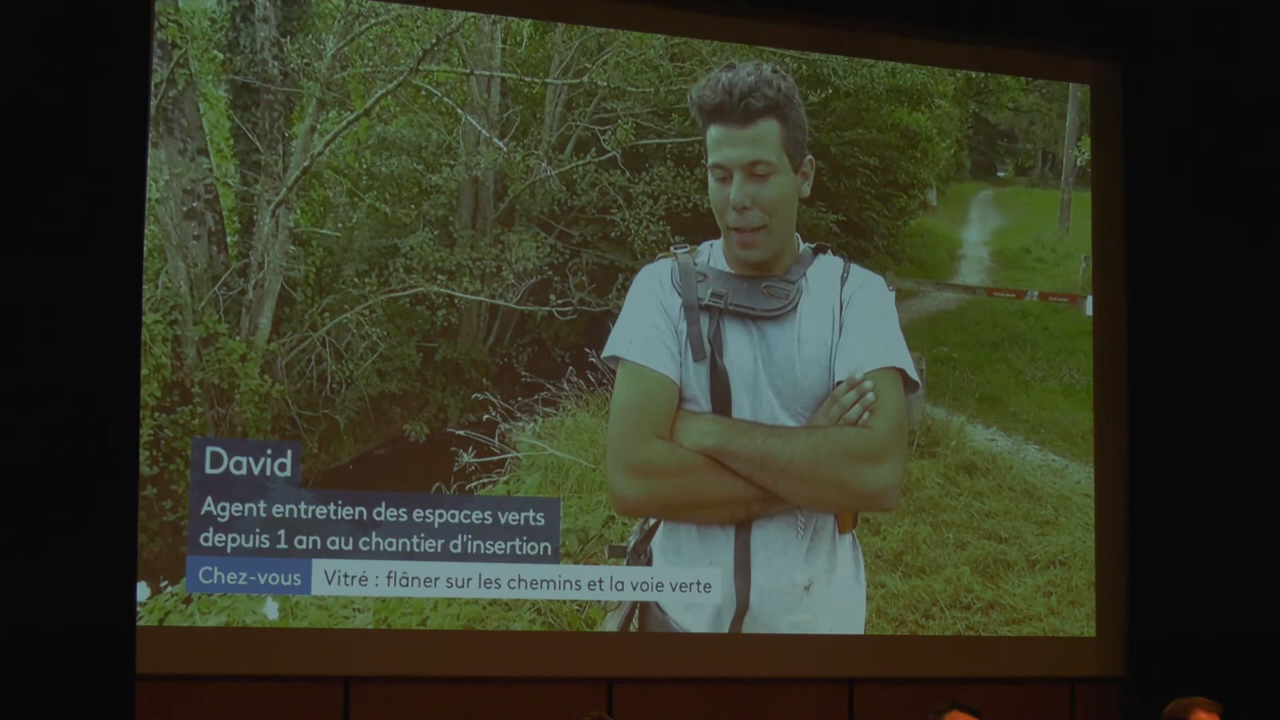 David
Agent entretien des espaces verts
depuis 1 an au chantier d'insertion
Chez-vous
Vitré : flâner sur les chemins et la voie verte